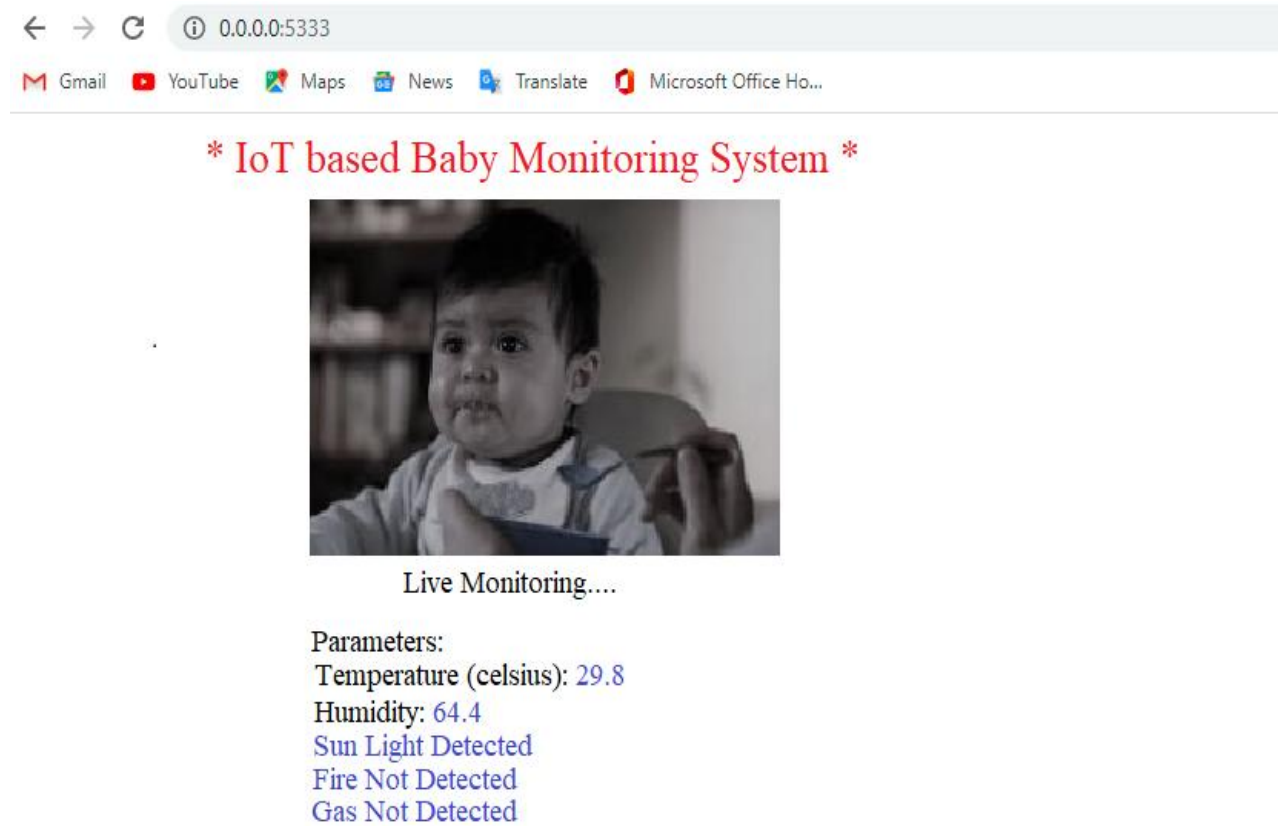 0.0.0.0:5333
Gmail YouTube Maps News Translate Microsoft Office Ho...
* IoT based Baby Monitoring System *
Live Monitoring....
Parameters:
Temperature (celsius): 29.8
Humidity: 64.4
Sun Light Detected
Fire Not Detected
Gas Not Detected